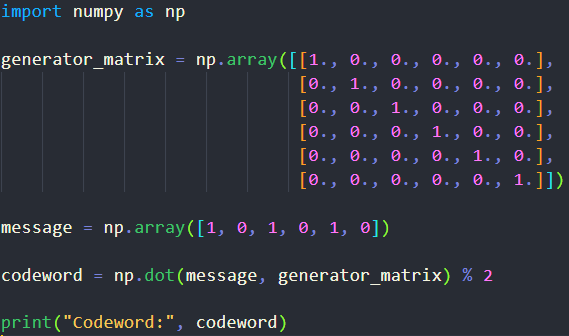 import numpy as np
generator_matrix = np.array([[1., 0., 0., 0., 0., 0.],
[0., 1., 0., 0., 0., 0.],
[0., 0., 1., 0., 0., 0.],
[0., 0., 0., 1., 0., 0.],
[0., 0., 0., 0., 1., 0.],
[0., 0., 0., 0., 0., 1.]])
message = np.array([1, 0, 1, 0, 1, 0])
codeword = np.dot(message, generator_matrix) % 2
print("Codeword:", codeword)